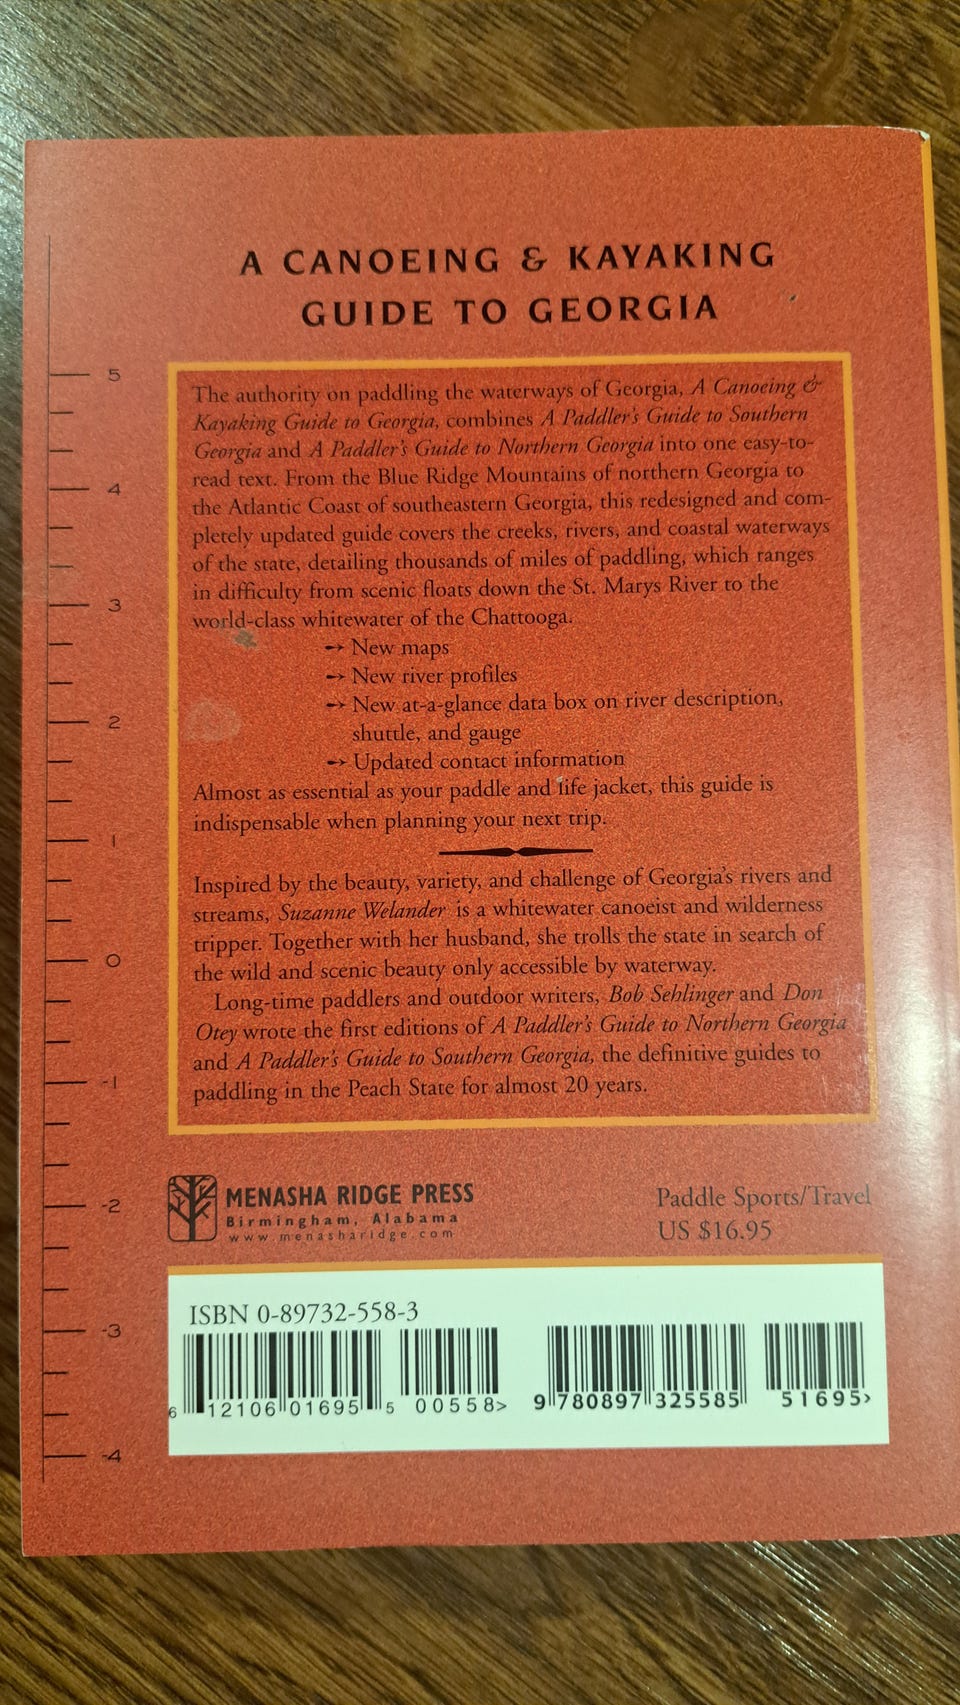 A CANOEING & KAYAKING
GUIDE TO GEORGIA
The authority on paddling the waterways of Georgia, A Canoeing &
Kayaking Guide to Georgia, combines A Paddler's Guide to Southern
Georgia and A Paddler's Guide to Northern Georgia into one easy-to-
read text. From the Blue Ridge Mountains of northern Georgia to
the Atlantic Coast of southeastern Georgia, this redesigned and com-
pletely updated guide covers the creeks, rivers, and coastal waterways
of the state, detailing thousands of miles of paddling, which ranges
in difficulty from scenic floats down the St. Marys River to the
world-class whitewater of the Chattooga.
➙ New maps
➙ New river profiles
➙ New at-a-glance data box on river description,
shuttle, and gauge
➙ Updated contact information
Almost as essential as your paddle and life jacket, this guide is
indispensable when planning your next trip.
Inspired by the beauty, variety, and challenge of Georgia's rivers and
streams, Suzanne Welander is a whitewater canoeist and wilderness
tripper. Together with her husband, she trolls the state in search of
the wild and scenic beauty only accessible by waterway.
Long-time paddlers and outdoor writers, Bob Sehlinger and Don
Otey wrote the first editions of A Paddler's Guide to Northern Georgia
and A Paddler's Guide to Southern Georgia, the definitive guides to
paddling in the Peach State for almost 20 years.
5
4
3
2
1
0
-1
-2
-3
-4
MENASHA RIDGE PRESS
Birmingham, Alabama
www.menasharidge.com
Paddle Sports/Travel
US $16.95
ISBN 0-89732-558-3
6 12106 01695 5 00558>
9 780897 325585 51695>